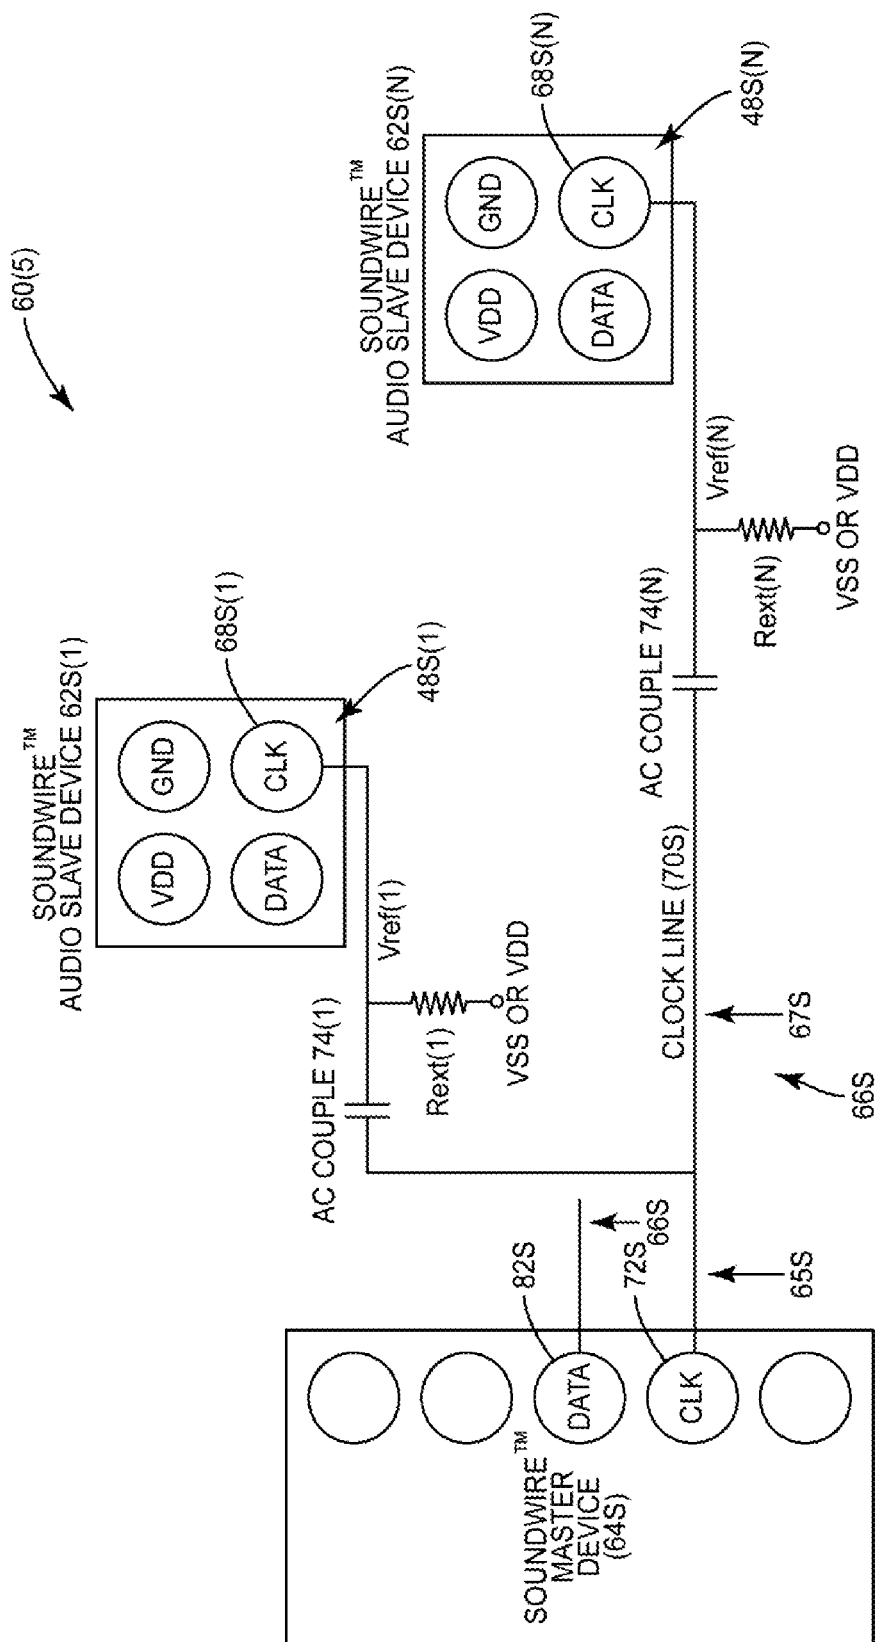 60(5)
SOUNDWIRE™
AUDIO SLAVE DEVICE 62S(1)
VDD
GND
DATA
CLK
68S(1)
48S(1)
Vref(1)
AC COUPLE 74(1)
Rext(1)
VSS OR VDD
SOUNDWIRE™
AUDIO SLAVE DEVICE 62S(N)
VDD
GND
DATA
CLK
68S(N)
48S(N)
Vref(N)
AC COUPLE 74(N)
Rext(N)
VSS OR VDD
CLOCK LINE (70S)
67S
66S
SOUNDWIRE™
MASTER
DEVICE
(64S)
DATA
82S
66S
CLK
72S
65S